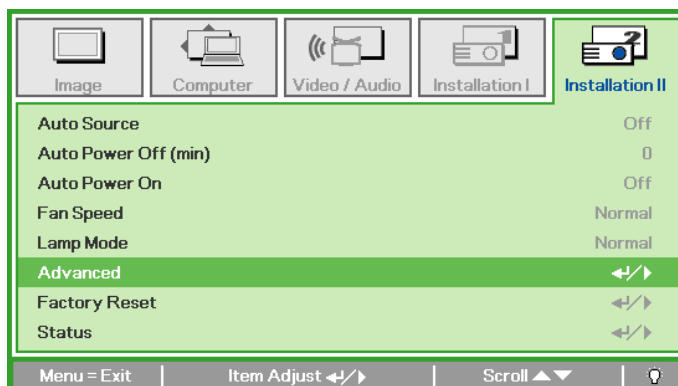 Image Computer Video / Audio Installation I Installation II
Auto Source Off
Auto Power Off (min) 0
Auto Power On Off
Fan Speed Normal
Lamp Mode Normal
Advanced
Factory Reset
Status
Menu = Exit Item Adjust Scroll